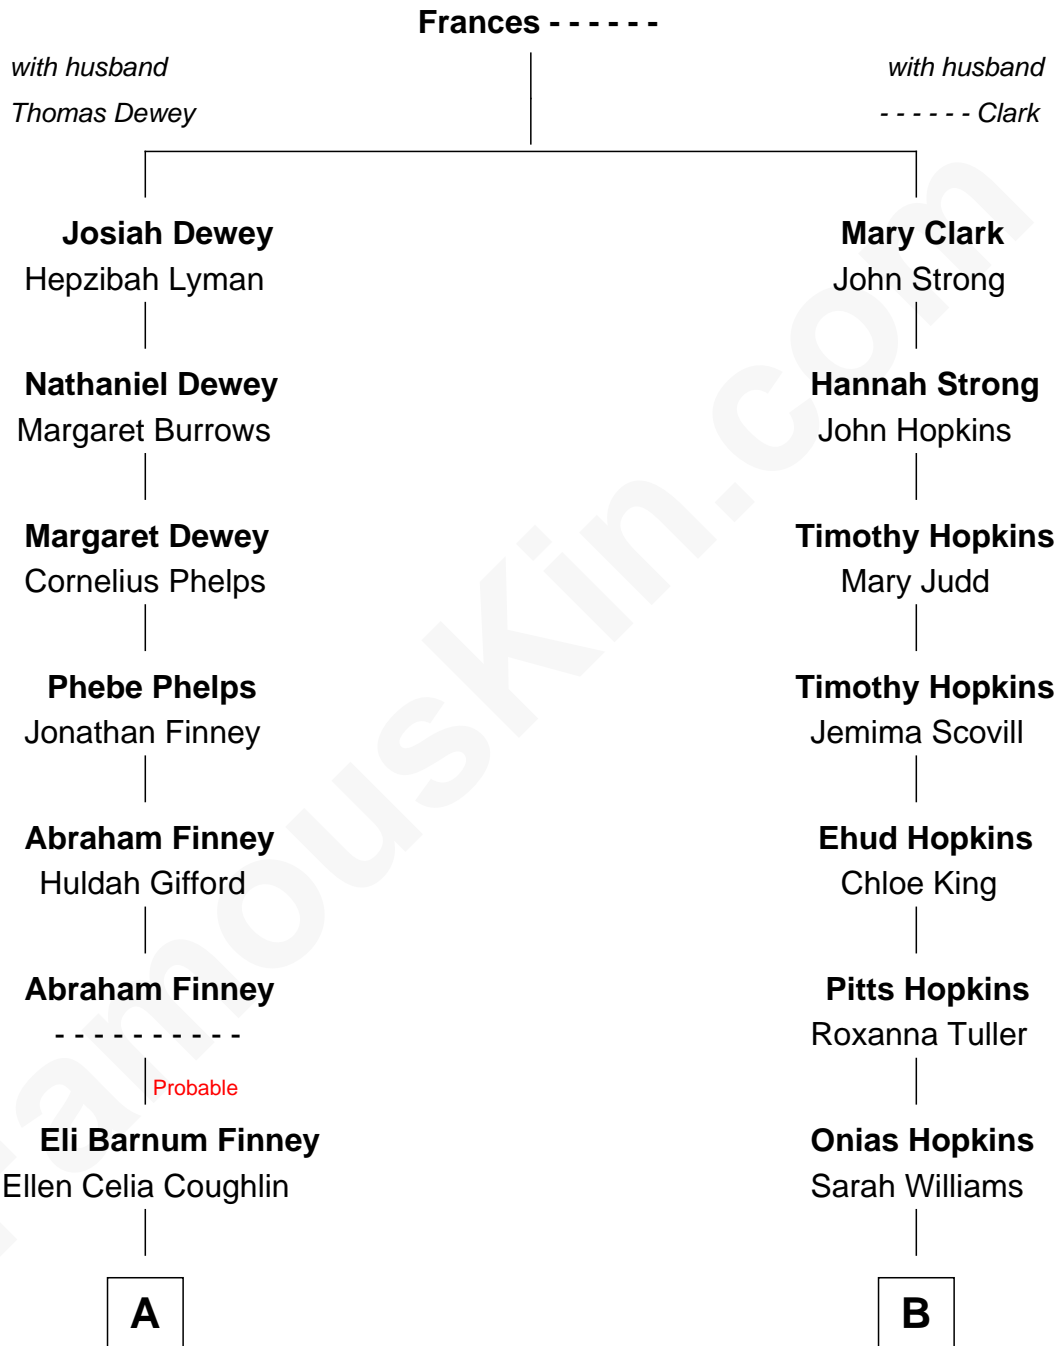 Frances - - - - - -
with husband
Thomas Dewey
with husband
- - - - - - Clark
Josiah Dewey
Hepzibah Lyman
Mary Clark
John Strong
Nathaniel Dewey
Margaret Burrows
Hannah Strong
John Hopkins
Margaret Dewey
Cornelius Phelps
Timothy Hopkins
Mary Judd
Phebe Phelps
Jonathan Finney
Timothy Hopkins
Jemima Scovill
Abraham Finney
Huldah Gifford
Ehud Hopkins
Chloe King
Abraham Finney
- - - - - - - - - -
Pitts Hopkins
Roxanna Tuller
Probable
Eli Barnum Finney
Ellen Celia Coughlin
Onias Hopkins
Sarah Williams
A
B
FamousKin.com